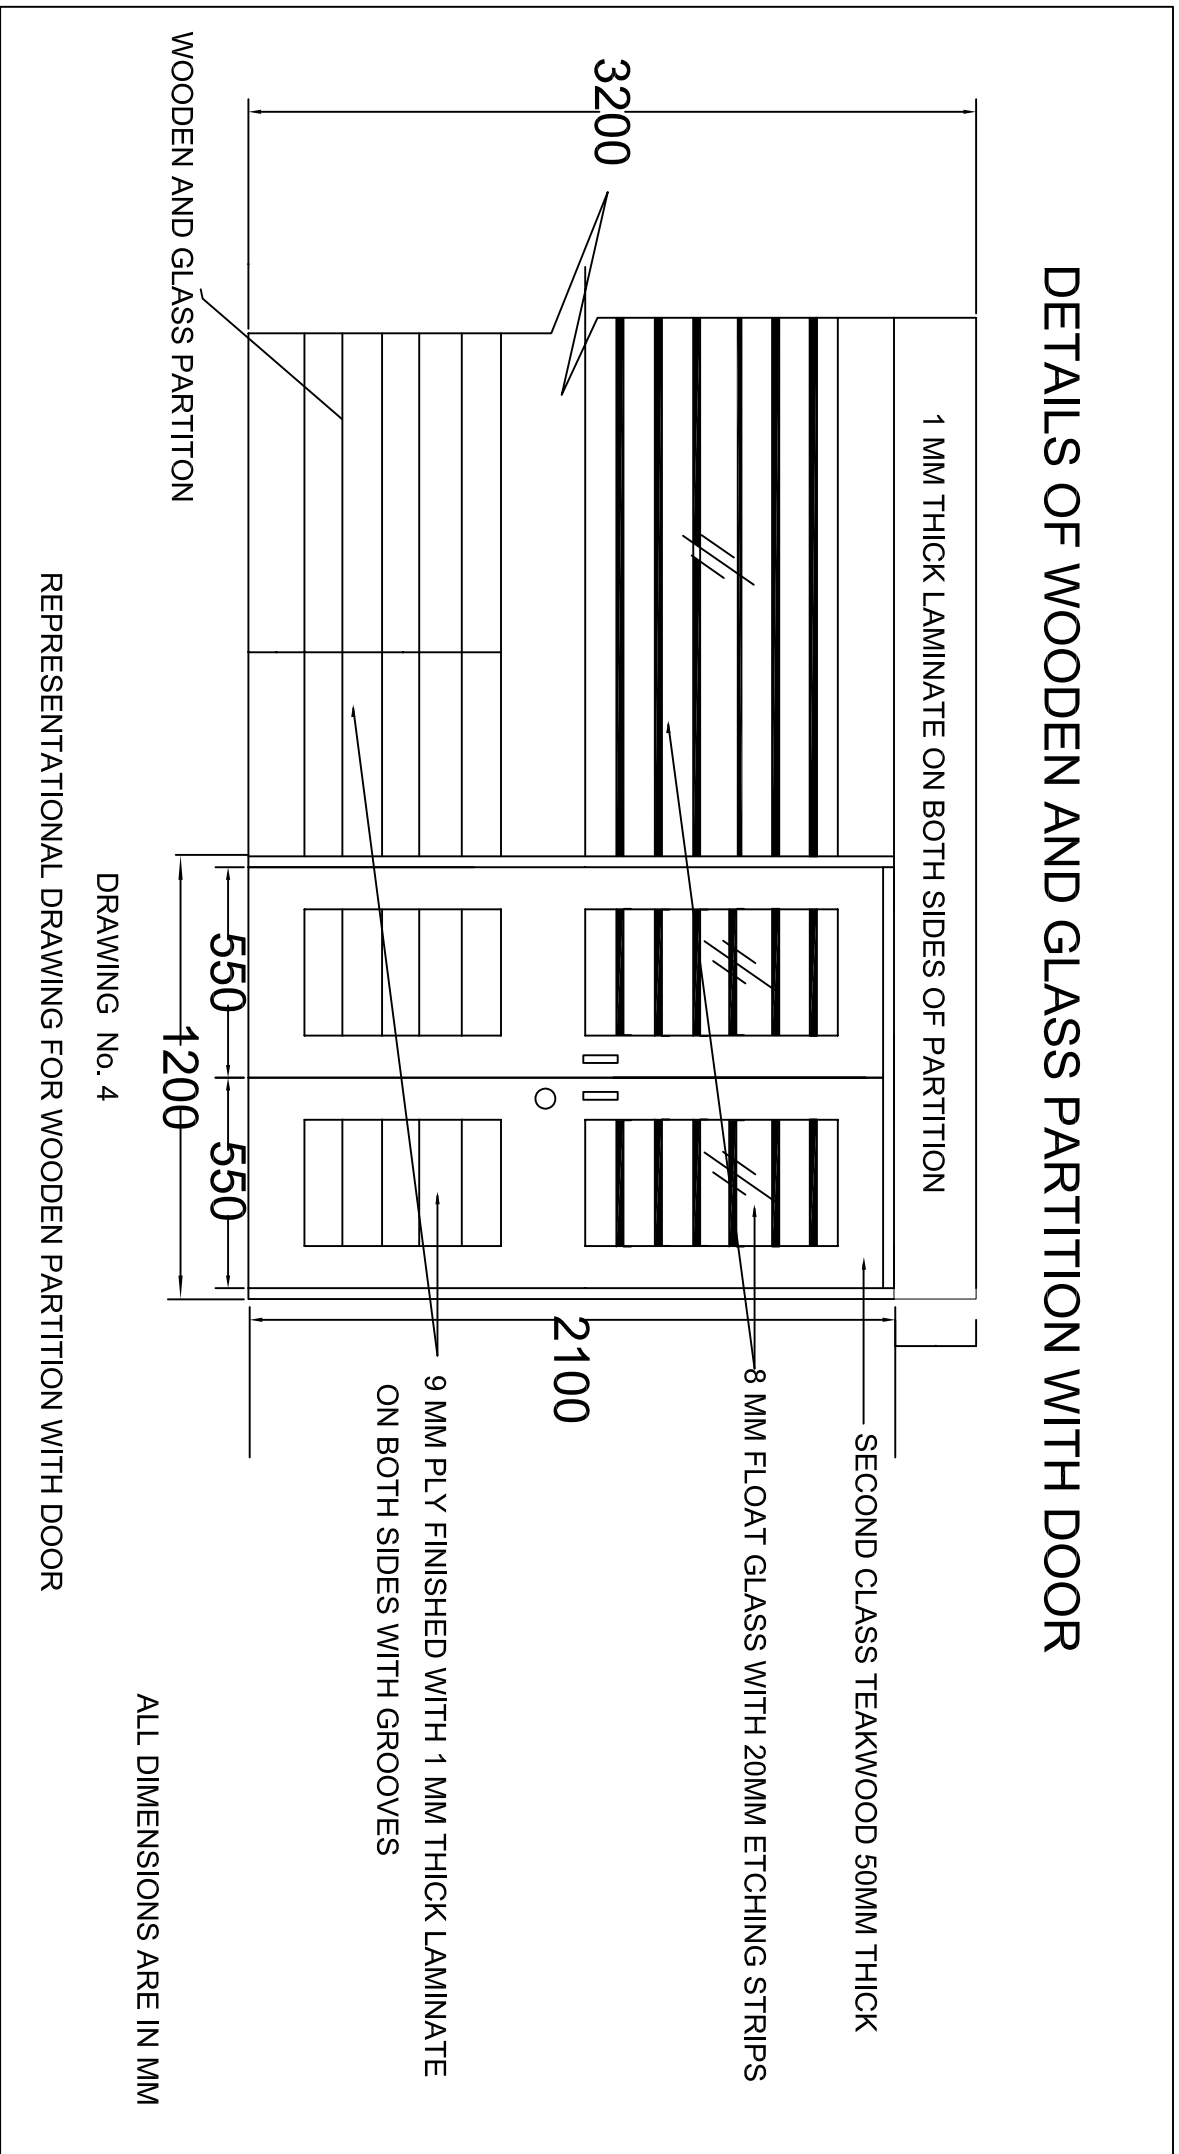 DETAILS OF WOODEN AND GLASS PARTITION WITH DOOR
1 MM THICK LAMINATE ON BOTH SIDES OF PARTITION
3200
SECOND CLASS TEAKWOOD 50MM THICK
8 MM FLOAT GLASS WITH 20MM ETCHING STRIPS
2100
9 MM PLY FINISHED WITH 1 MM THICK LAMINATE
ON BOTH SIDES WITH GROOVES
550
550
1200
WOODEN AND GLASS PARTITON
ALL DIMENSIONS ARE IN MM
DRAWING No. 4
REPRESENTATIONAL DRAWING FOR WOODEN PARTITION WITH DOOR